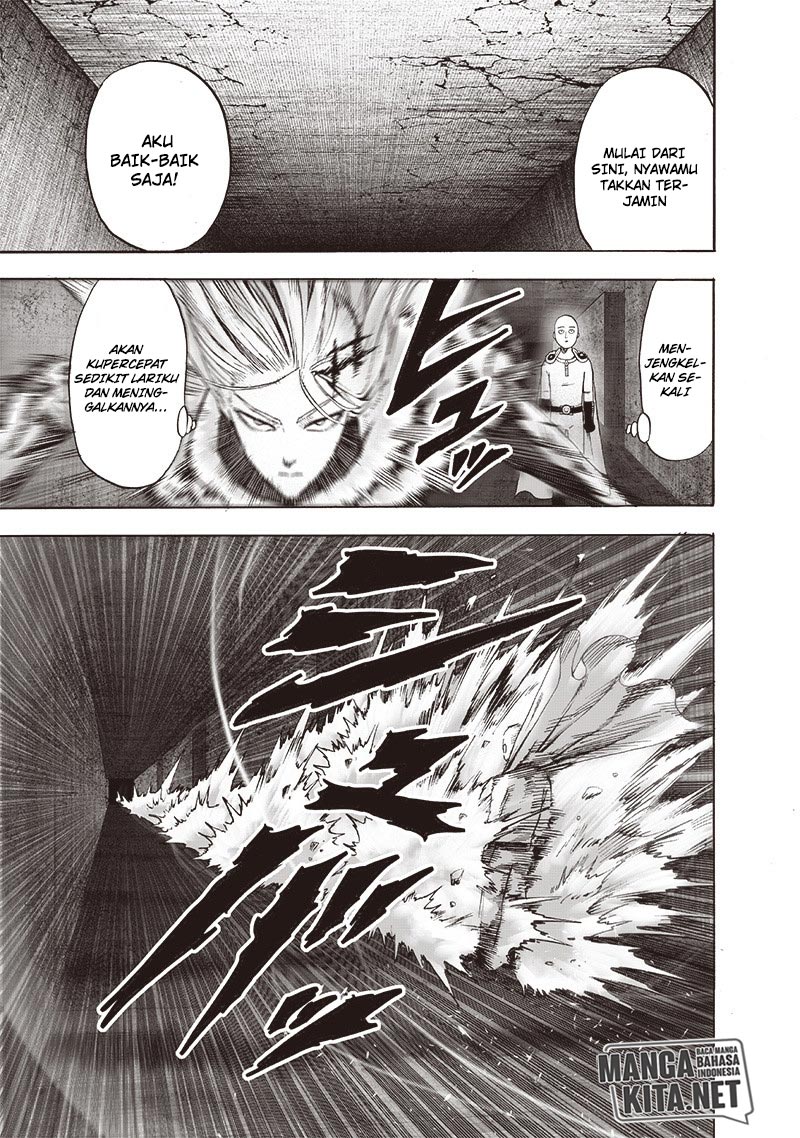 MULAI DARI
SINI, NYAWAMU
TAKKAN TER-
JAMIN
AKU
BAIK-BAIK
SAJA!
MEN-
JENGKEL-
KAN SE-
KALI
AKAN
KUPERCEPAT
SEDIKIT LARIKU
DAN MENING-
GALKANNYA...
MANGA
BACA MANGA
BAHASA
INDONESIA
KITA.NET